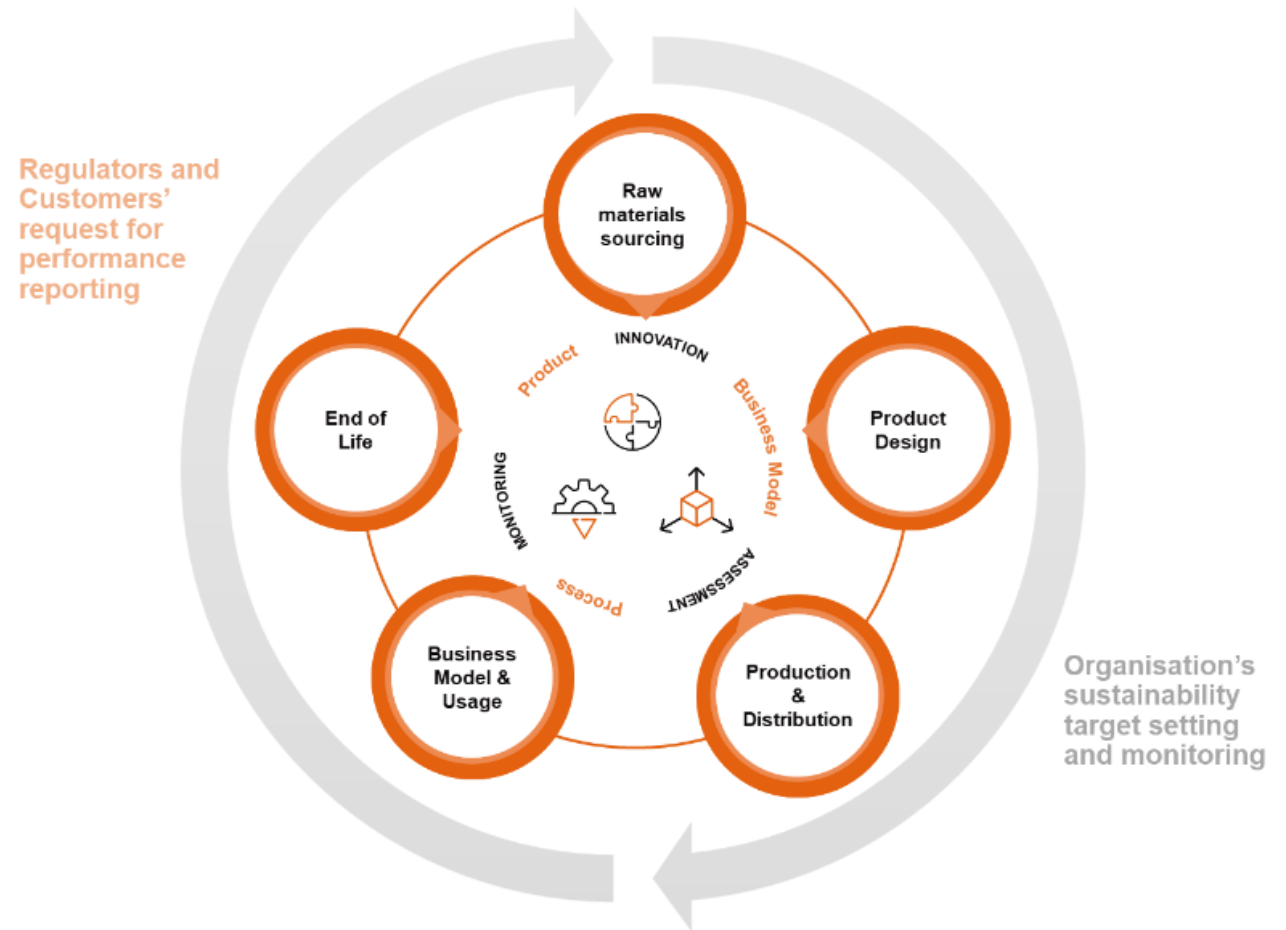 Regulators and
Customers’
request for
performance
reporting
Raw
materials
sourcing
End of
Life
Product
Design
Product
INNOVATION
Business Model
MONITORING
Process
ASSESSMENT
Business
Model &
Usage
Production
&
Distribution
Organisation’s
sustainability
target setting
and monitoring